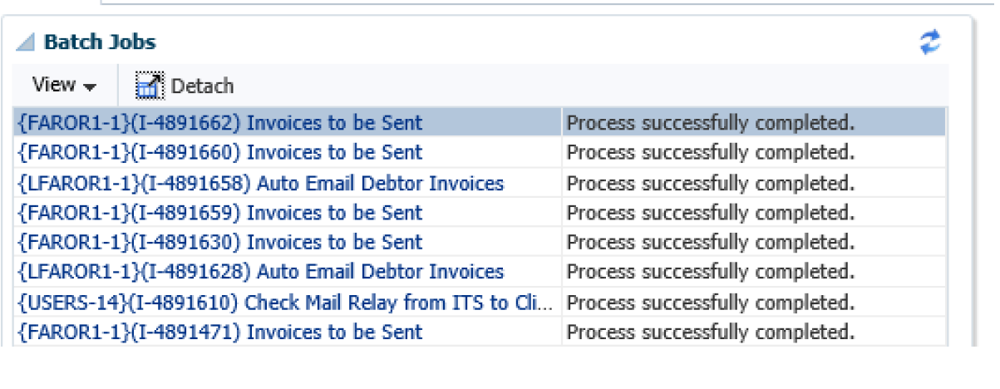 Batch Jobs
View Detach
{FAROR1-1}(I-4891662) Invoices to be Sent Process successfully completed.
{FAROR1-1}(I-4891660) Invoices to be Sent Process successfully completed.
{LFAROR1-1}(I-4891658) Auto Email Debtor Invoices Process successfully completed.
{FAROR1-1}(I-4891659) Invoices to be Sent Process successfully completed.
{FAROR1-1}(I-4891630) Invoices to be Sent Process successfully completed.
{LFAROR1-1}(I-4891628) Auto Email Debtor Invoices Process successfully completed.
{USERS-14}(I-4891610) Check Mail Relay from ITS to Cli... Process successfully completed.
{FAROR1-1}(I-4891471) Invoices to be Sent Process successfully completed.